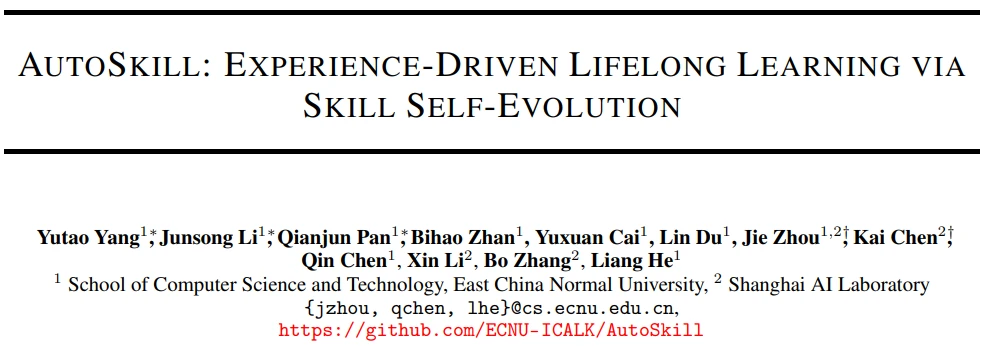 AUTOSKILL: EXPERIENCE-DRIVEN LIFELONG LEARNING VIA
SKILL SELF-EVOLUTION
Yutao Yang¹*, Junsong Li¹*, Qianjun Pan¹*, Bihao Zhan¹, Yuxuan Cai¹, Lin Du¹, Jie Zhou¹,²†, Kai Chen²†,
Qin Chen¹, Xin Li², Bo Zhang², Liang He¹
¹ School of Computer Science and Technology, East China Normal University, ² Shanghai AI Laboratory
{jzhou, qchen, lhe}@cs.ecnu.edu.cn,
https://github.com/ECNU-ICALK/AutoSkill